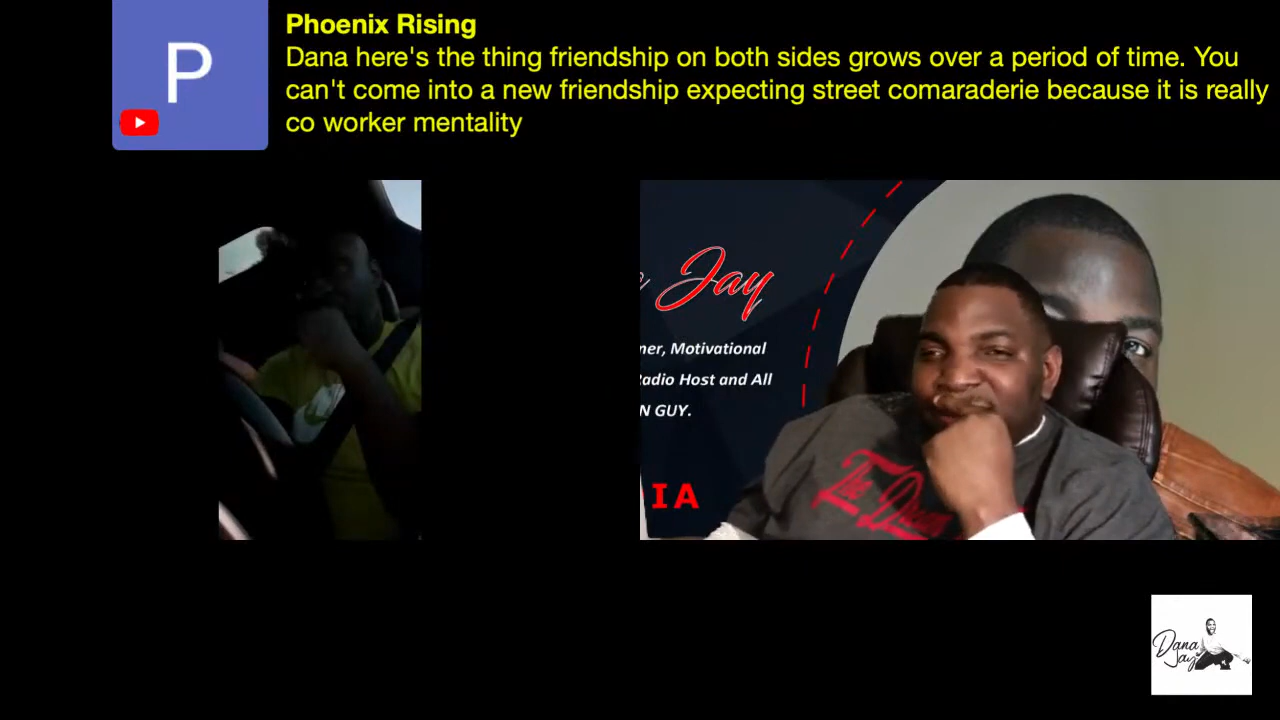 P
Phoenix Rising
Dana here's the thing friendship on both sides grows over a period of time. You
can't come into a new friendship expecting street comaraderie because it is really
co worker mentality
Jay
ner, Motivational
Radio Host and All
N GUY.
IA
The
Dana
Jay